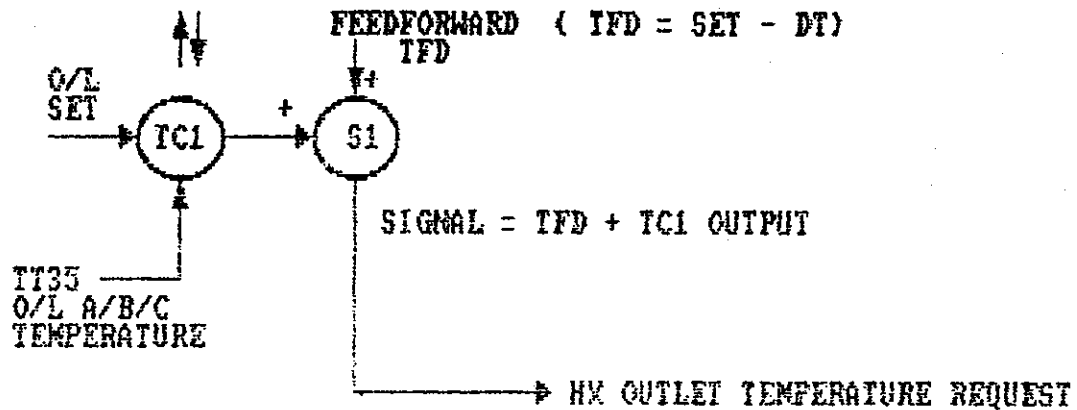 FEEDFORWARD ( TFD = SET - DT)
TFD
O/L
SET
+
+
TC1
S1
SIGNAL = TFD + TC1 OUTPUT
TT35
O/L A/B/C
TEMPERATURE
HX OUTLET TEMPERATURE REQUEST